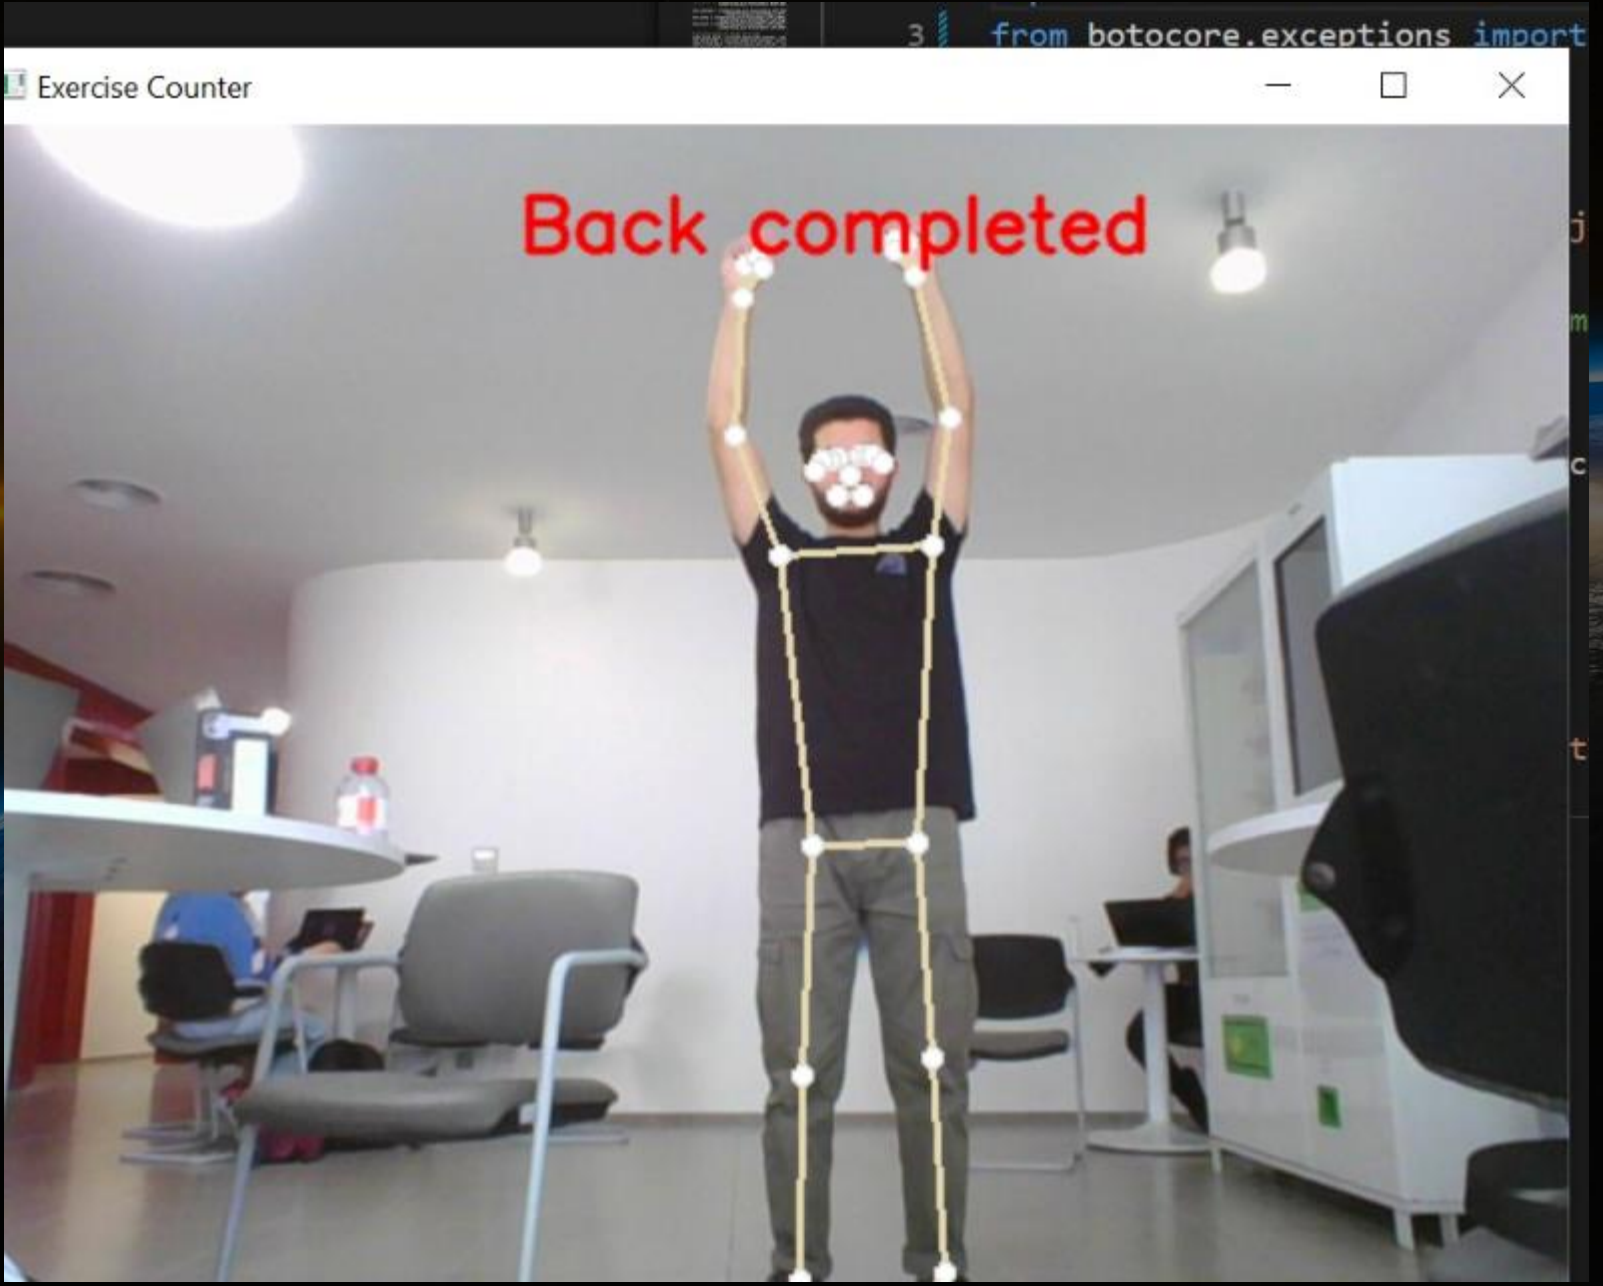 3 from botocore.exceptions import
Exercise Counter
Back completed
j
m
c
t